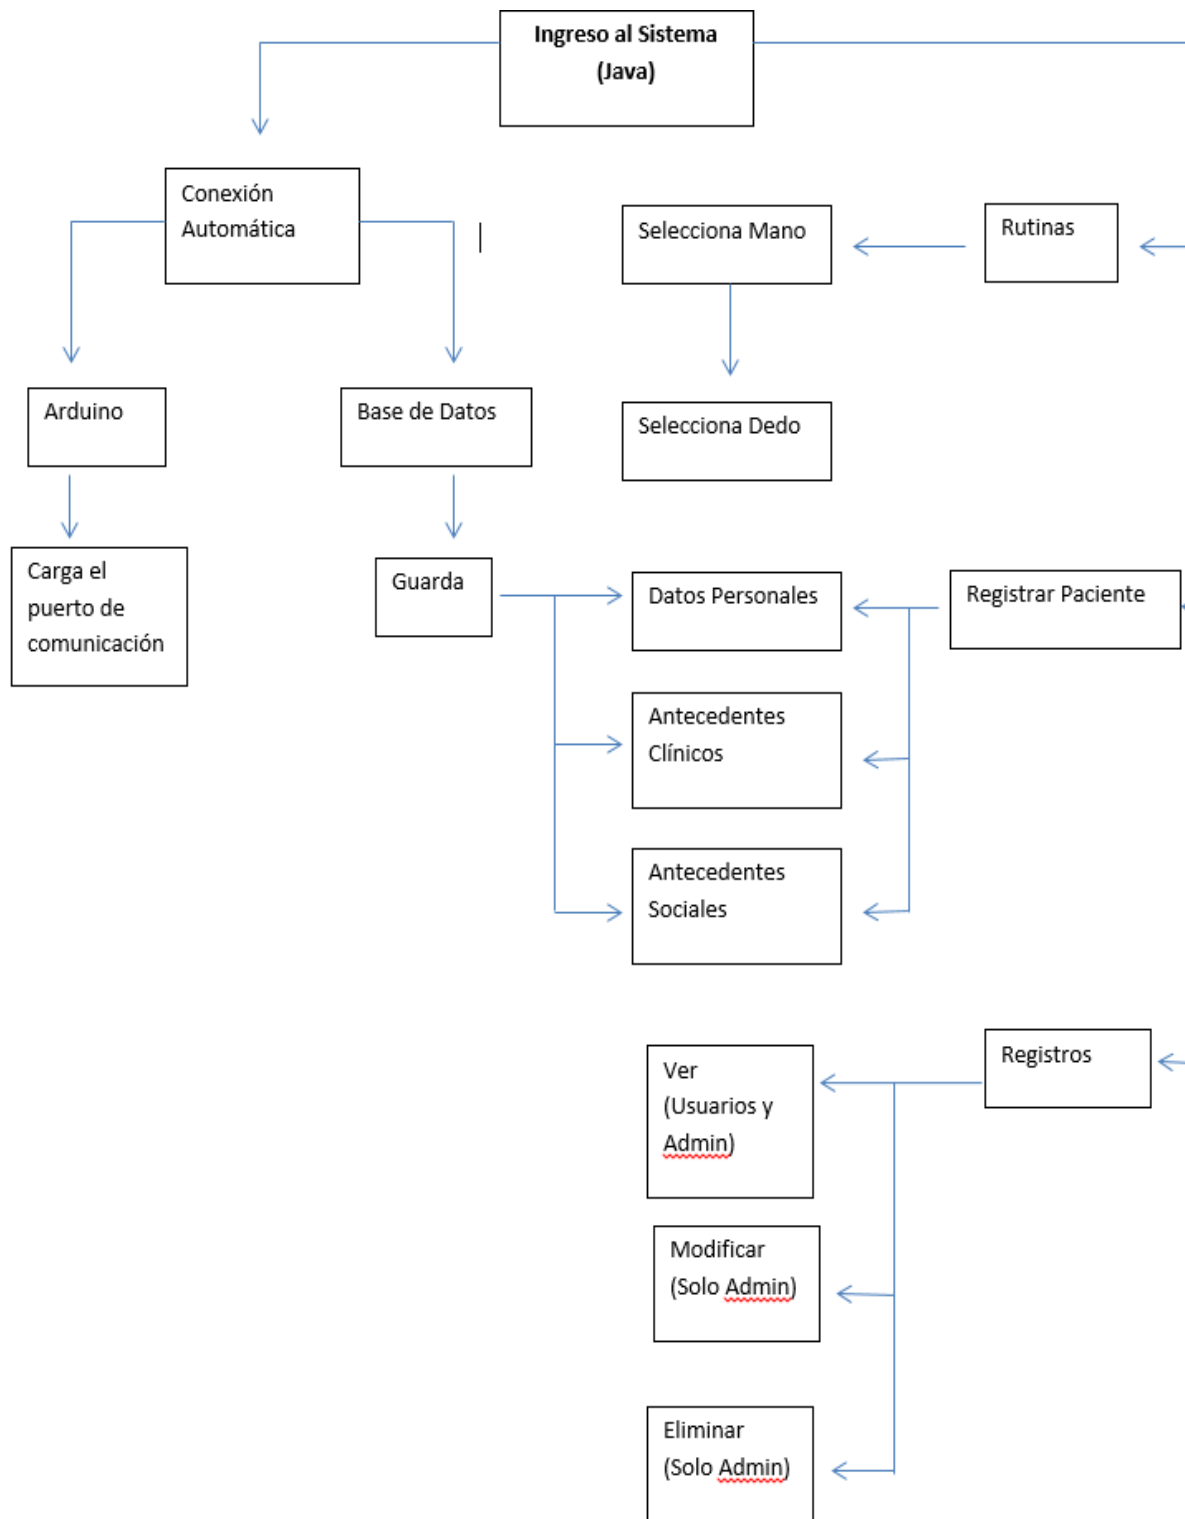 Ingreso al Sistema
(Java)
Conexión
Automática
Selecciona Mano
Rutinas
Arduino
Base de Datos
Selecciona Dedo
Carga el
puerto de
comunicación
Guarda
Datos Personales
Registrar Paciente
Antecedentes
Clínicos
Antecedentes
Sociales
Registros
Ver
(Usuarios y
Admin)
Modificar
(Solo Admin)
Eliminar
(Solo Admin)